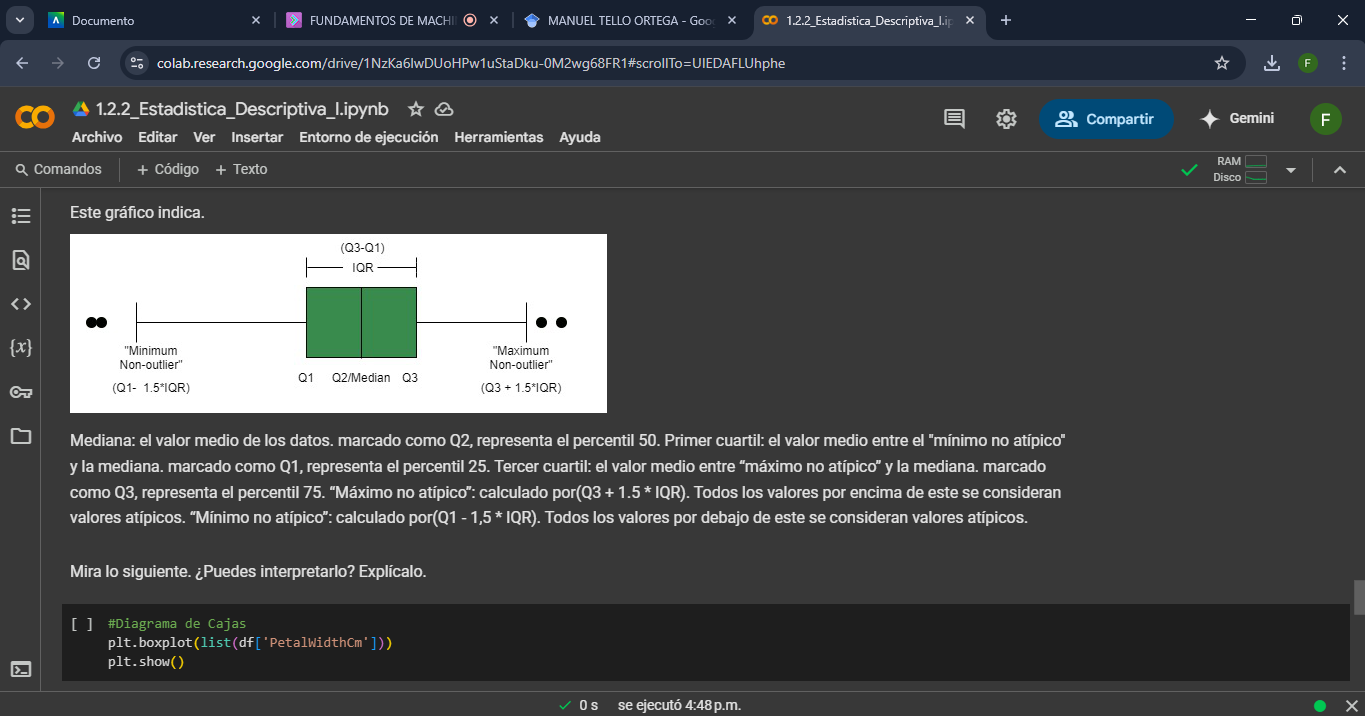 Documento
FUNDAMENTOS DE MACHI
MANUEL TELLO ORTEGA - Goo
1.2.2_Estadistica_Descriptiva_I.ip
colab.research.google.com/drive/1NzKa6lwDUoHPw1uStaDku-0M2wg68FR1#scrollTo=UIEDAFLUhphe
F
1.2.2_Estadistica_Descriptiva_I.ipynb
Archivo Editar Ver Insertar Entorno de ejecución Herramientas Ayuda
Compartir
Gemini
F
Comandos + Código + Texto
RAM
Disco
Este gráfico indica.
(Q3-Q1)
IQR
"Minimum
Non-outlier"
(Q1- 1.5*IQR)
Q1 Q2/Median Q3
"Maximum
Non-outlier"
(Q3 + 1.5*IQR)
Mediana: el valor medio de los datos. marcado como Q2, representa el percentil 50. Primer cuartil: el valor medio entre el "mínimo no atípico"
y la mediana. marcado como Q1, representa el percentil 25. Tercer cuartil: el valor medio entre “máximo no atípico” y la mediana. marcado
como Q3, representa el percentil 75. “Máximo no atípico”: calculado por(Q3 + 1.5 * IQR). Todos los valores por encima de este se consideran
valores atípicos. “Mínimo no atípico”: calculado por(Q1 - 1,5 * IQR). Todos los valores por debajo de este se consideran valores atípicos.
Mira lo siguiente. ¿Puedes interpretarlo? Explícalo.
[ ] #Diagrama de Cajas
plt.boxplot(list(df['PetalWidthCm']))
plt.show()
0 s se ejecutó 4:48 p.m.